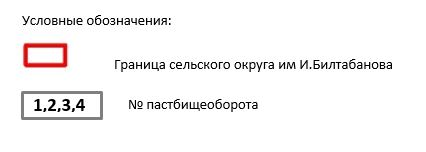 Условные обозначения:
Граница сельского округа им И.Билтабанова
1,2,3,4 № пастбищеоборота